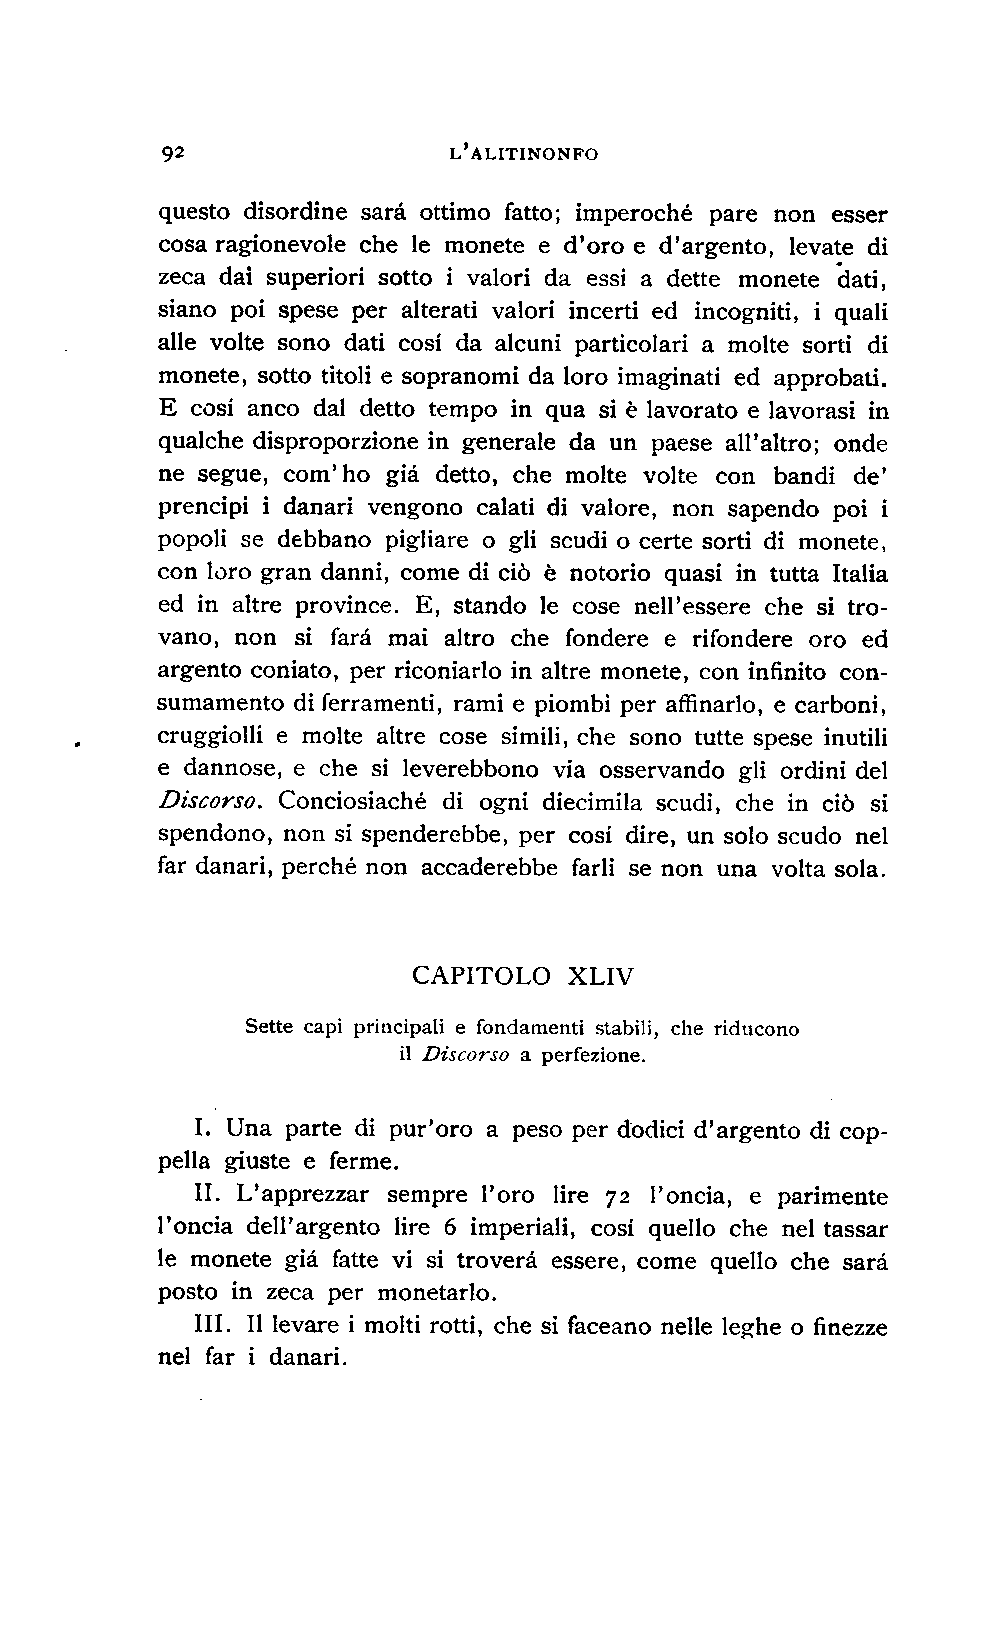 92 L'ALITINONFO
questo disordine sará ottimo fatto; imperoché pare non esser
cosa ragionevole che le monete e d'oro e d'argento, levate di
zeca dai superiori sotto i valori da essi a dette monete dati,
siano poi spese per alterati valori incerti ed incogniti, i quali
alle volte sono dati cosí da alcuni particolari a molte sorti di
monete, sotto titoli e sopranomi da loro imaginati ed approbati.
E cosí anco dal detto tempo in qua si è lavorato e lavorasi in
qualche disproporzione in generale da un paese all'altro; onde
ne segue, com'ho giá detto, che molte volte con bandi de'
prencipi i danari vengono calati di valore, non sapendo poi i
popoli se debbano pigliare o gli scudi o certe sorti di monete,
con loro gran danni, come di ciò è notorio quasi in tutta Italia
ed in altre province. E, stando le cose nell'essere che si tro-
vano, non si fará mai altro che fondere e rifondere oro ed
argento coniato, per riconiarlo in altre monete, con infinito con-
sumamento di ferramenti, rami e piombi per affinarlo, e carboni,
cruggiolli e molte altre cose simili, che sono tutte spese inutili
e dannose, e che si leverebbono via osservando gli ordini del
Discorso. Conciosiaché di ogni diecimila scudi, che in ciò si
spendono, non si spenderebbe, per cosí dire, un solo scudo nel
far danari, perché non accaderebbe farli se non una volta sola.
CAPITOLO XLIV
Sette capi principali e fondamenti stabili, che riducono
il Discorso a perfezione.
I. Una parte di pur'oro a peso per dodici d'argento di cop-
pella giuste e ferme.
II. L'apprezzar sempre l'oro lire 72 l'oncia, e parimente
l'oncia dell'argento lire 6 imperiali, cosí quello che nel tassar
le monete giá fatte vi si troverá essere, come quello che sará
posto in zeca per monetarlo.
III. Il levare i molti rotti, che si faceano nelle leghe o finezze
nel far i danari.